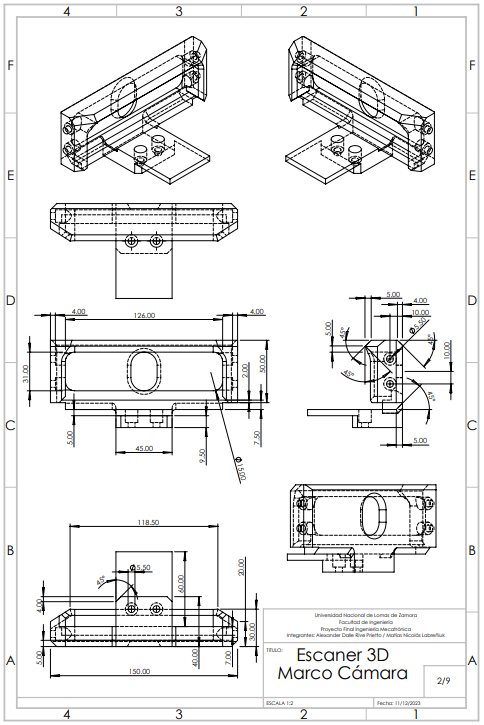 4 3 2 1
F F
E E
D D
4.00 126.00 4.00
31.00 2.00 50.00
5.00 45.00 9.50 7.50
Ø15.00
5.00
4.00
10.00
5.00 45° Ø5.50 45°
10.00
45° 45°
5.00
C C
B B
118.50
45° Ø5.50 60.00 20.00
4.00
5.00 40.00 7.00 30.00
150.00
A A
Universidad Nacional de Lomas de Zamora
Facultad de Ingeniería
Proyecto Final Ingeniería Mecatrónica
Integrantes: Alexander Dalle Rive Prietto / Matías Nicolás Labretiuk
TÍTULO:
Escaner 3D
Marco Cámara
2/9
ESCALA 1:2 Fecha: 11/12/2023
4 3 2 1